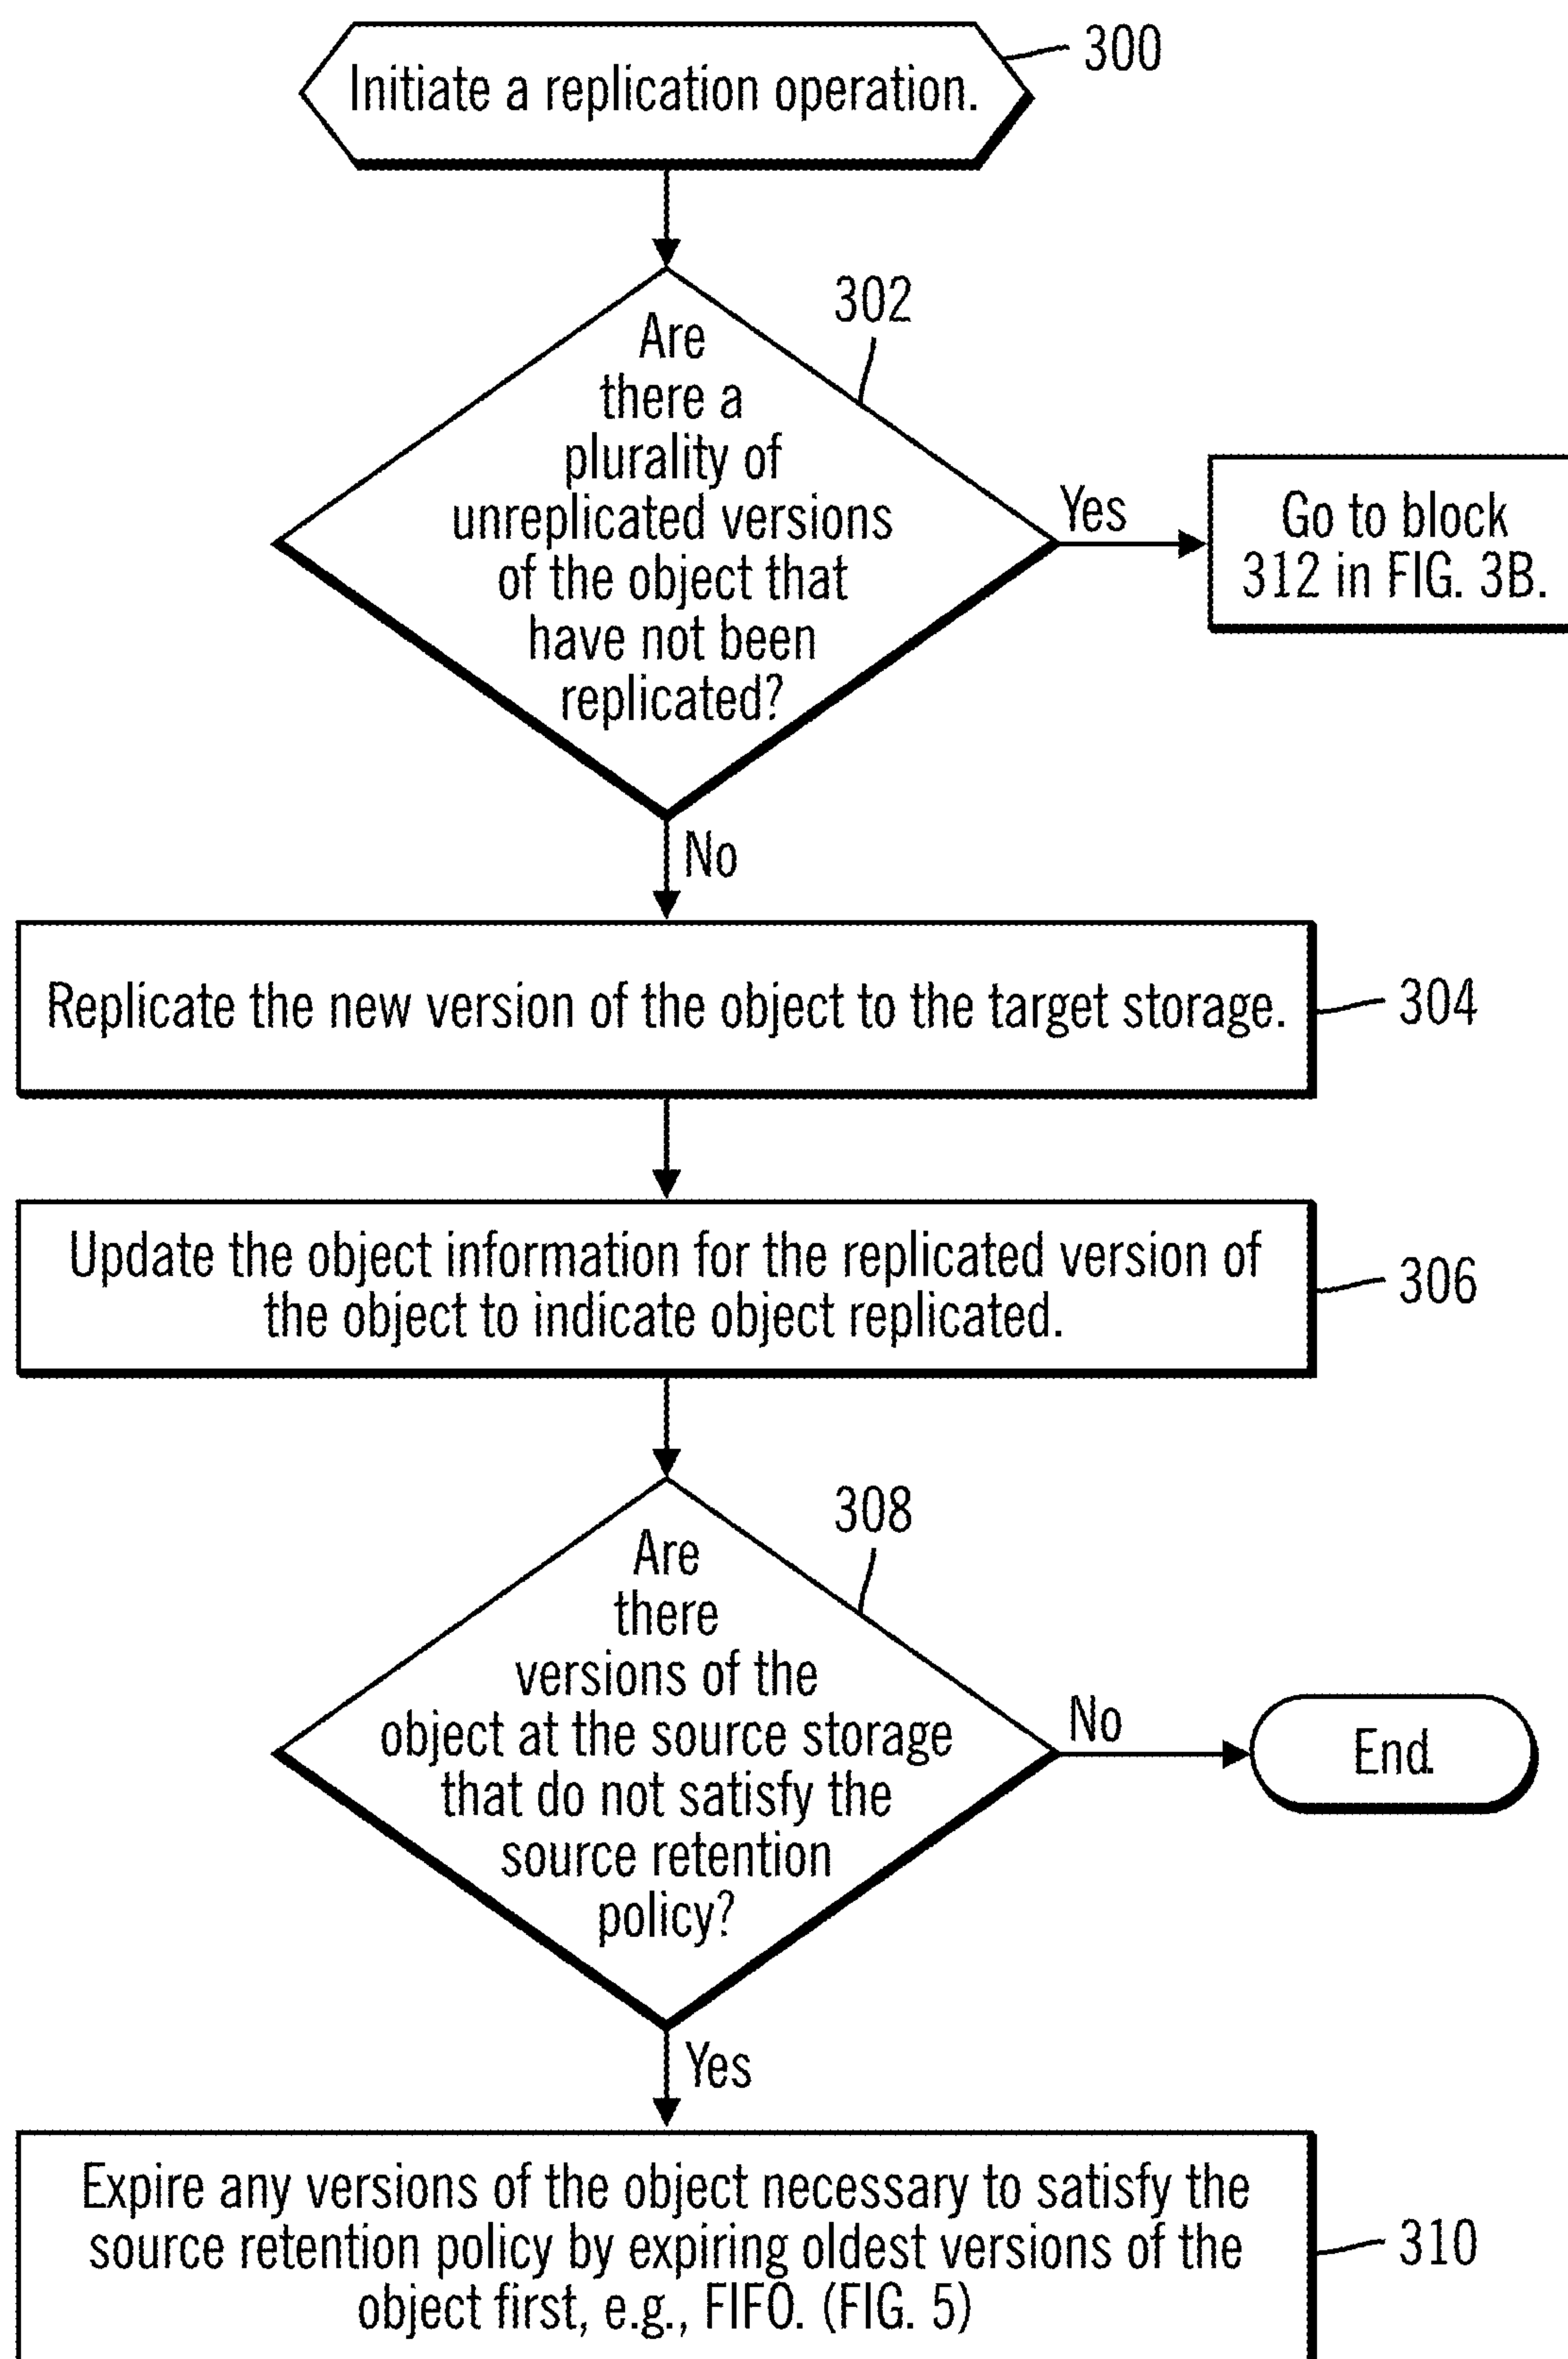 Initiate a replication operation.
300
302
Are
there a
plurality of
unreplicated versions
of the object that
have not been
replicated?
Yes
Go to block
312 in FIG. 3B.
No
Replicate the new version of the object to the target storage.
304
Update the object information for the replicated version of
the object to indicate object replicated.
306
308
Are
there
versions of the
object at the source storage
that do not satisfy the
source retention
policy?
No
End.
Yes
Expire any versions of the object necessary to satisfy the
source retention policy by expiring oldest versions of the
object first, e.g., FIFO. (FIG. 5)
310